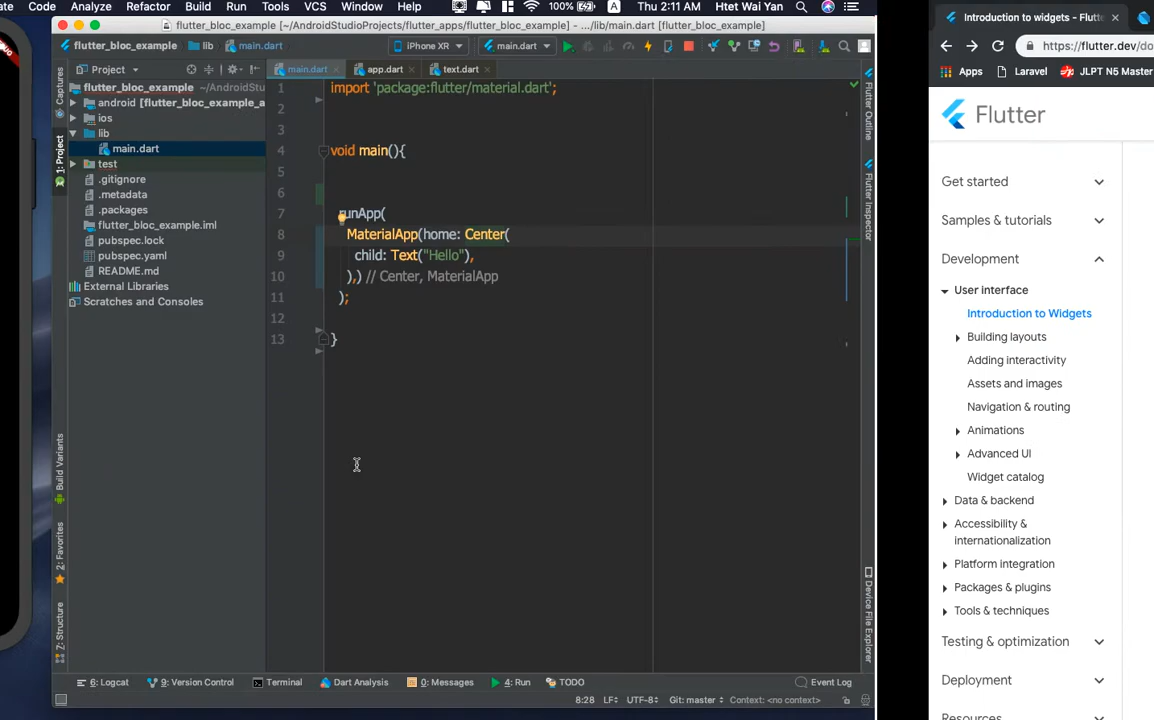 Code Analyze Refactor Build Run Tools VCS Window Help 100% A Thu 2:11 AM Htet Wai Yan
flutter_bloc_example [~/AndroidStudioProjects/flutter_apps/flutter_bloc_example] - .../lib/main.dart [flutter_bloc_example]
flutter_bloc_example lib main.dart iPhone XR main.dart
Project main.dart app.dart text.dart
flutter_bloc_example ~/AndroidStu
android [flutter_bloc_example_a
ios
lib
main.dart
test
.gitignore
.metadata
.packages
flutter_bloc_example.iml
pubspec.lock
pubspec.yaml
README.md
External Libraries
Scratches and Consoles
Captures
1: Project
Build Variants
2: Favorites
7: Structure
1 import 'package:flutter/material.dart';
2
3
4 void main(){
5
6
7 runApp(
8 MaterialApp(home: Center(
9 child: Text("Hello"),
10 ),) // Center, MaterialApp
11 );
12
13 }
Flutter Outline
Flutter Inspector
Device File Explorer
6: Logcat 9: Version Control Terminal Dart Analysis 0: Messages 4: Run TODO Event Log
8:28 LF UTF-8 Git: master Context: <no context>
Introduction to widgets - Flut
https://flutter.dev/do
Apps Laravel JLPT N5 Master
Flutter
Get started
Samples & tutorials
Development
User interface
Introduction to Widgets
Building layouts
Adding interactivity
Assets and images
Navigation & routing
Animations
Advanced UI
Widget catalog
Data & backend
Accessibility &
internationalization
Platform integration
Packages & plugins
Tools & techniques
Testing & optimization
Deployment
Resources